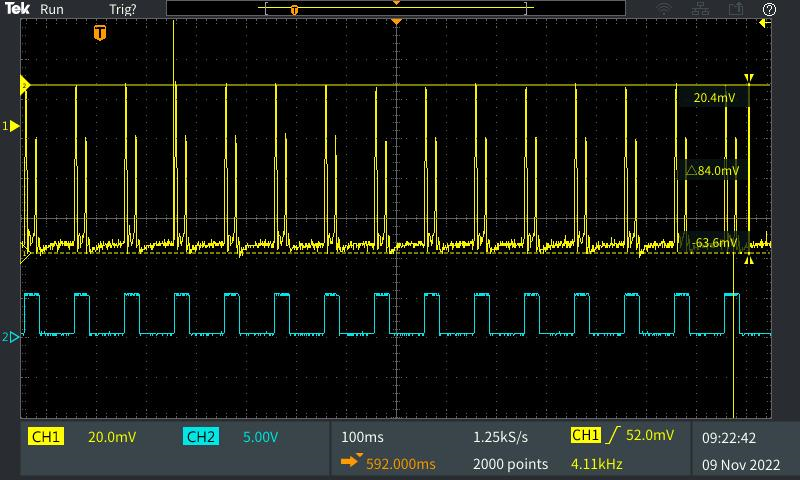 Tek Run Trig?
T
T
2
20.4mV
1
△84.0mV
-63.6mV
2
CH1 20.0mV CH2 5.00V 100ms 1.25kS/s CH1 52.0mV 09:22:42
592.000ms 2000 points 4.11kHz 09 Nov 2022